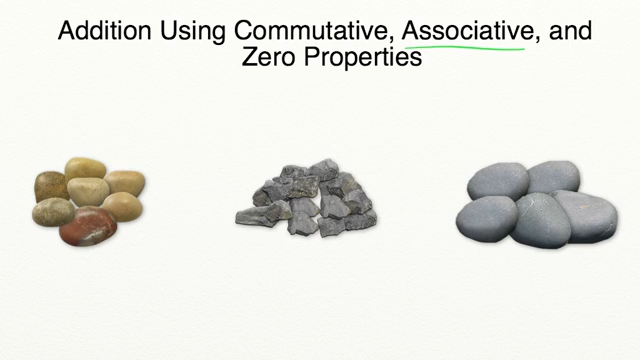 Addition Using Commutative, Associative, and
Zero Properties